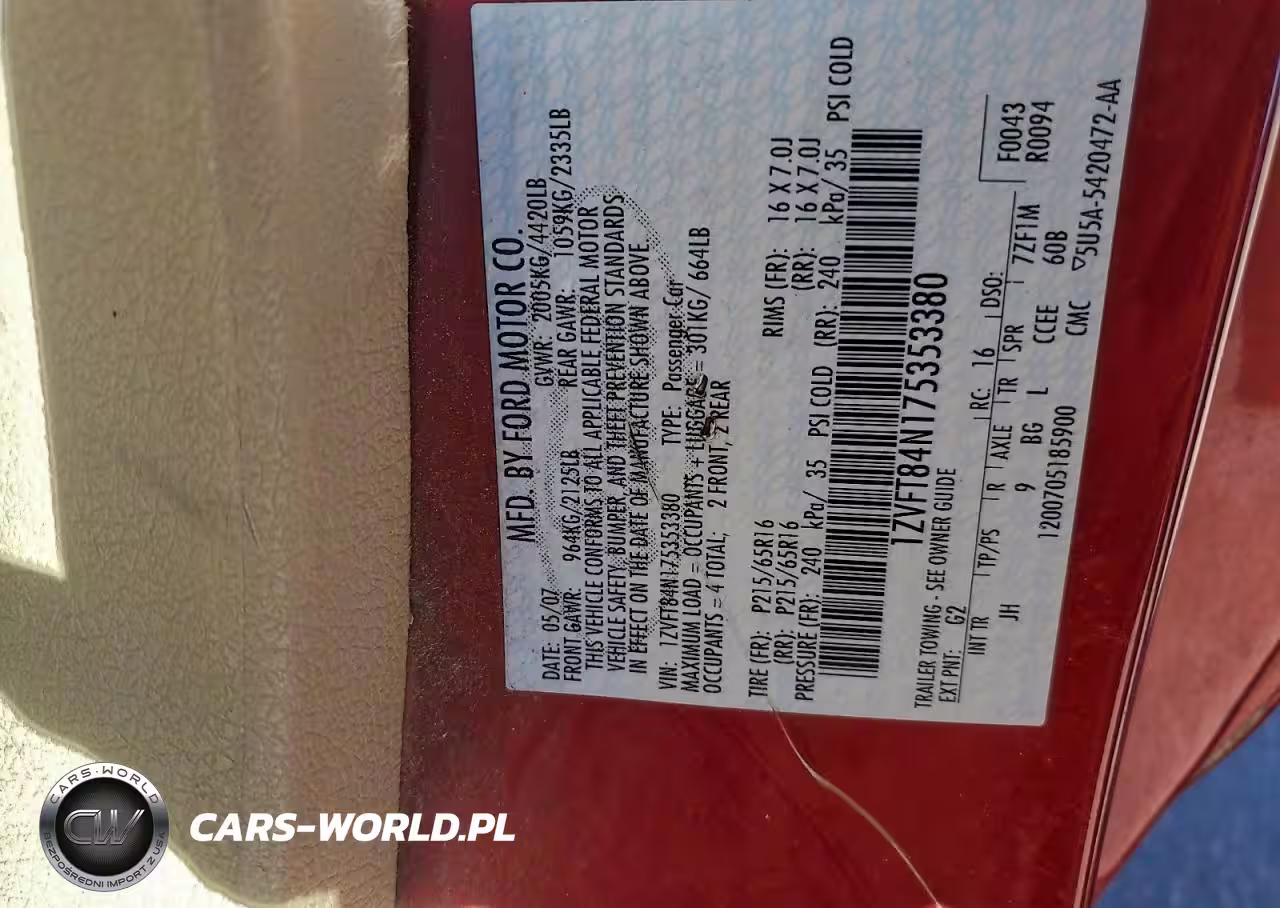 MFD. BY FORD MOTOR CO.
DATE: 05/07 GVWR: 2005KG/4420LB
FRONT GAWR: 964KG/2125LB REAR GAWR: 1059KG/2335LB
THIS VEHICLE CONFORMS TO ALL APPLICABLE FEDERAL MOTOR
VEHICLE SAFETY, BUMPER, AND THEFT PREVENTION STANDARDS
IN EFFECT ON THE DATE OF MANUFACTURE SHOWN ABOVE.
VIN: 1ZVFT84N175353380 TYPE: Passenger Car
MAXIMUM LOAD = OCCUPANTS + LUGGAGE = 301KG/ 664LB
OCCUPANTS = 4 TOTAL; 2 FRONT, 2 REAR
TIRE (FR): P215/65R16 RIMS (FR): 16 X 7.0J
(RR): P215/65R16 (RR): 16 X 7.0J
PRESSURE (FR): 240 kPa/ 35 PSI COLD (RR): 240 kPa/ 35 PSI COLD
1ZVFT84N175353380
TRAILER TOWING - SEE OWNER GUIDE
EXT PNT: G2 RC: 16 DSO: F0043
R0094
INT TR TP/PS R AXLE TR SPR 7ZF1M
JH 9 BG L CCEE 60B
1200705185900 CMC ▽5U5A-5420472-AA
CARS-WORLD
CW
BEZPOŚREDNI IMPORT Z USA
CARS-WORLD.PL